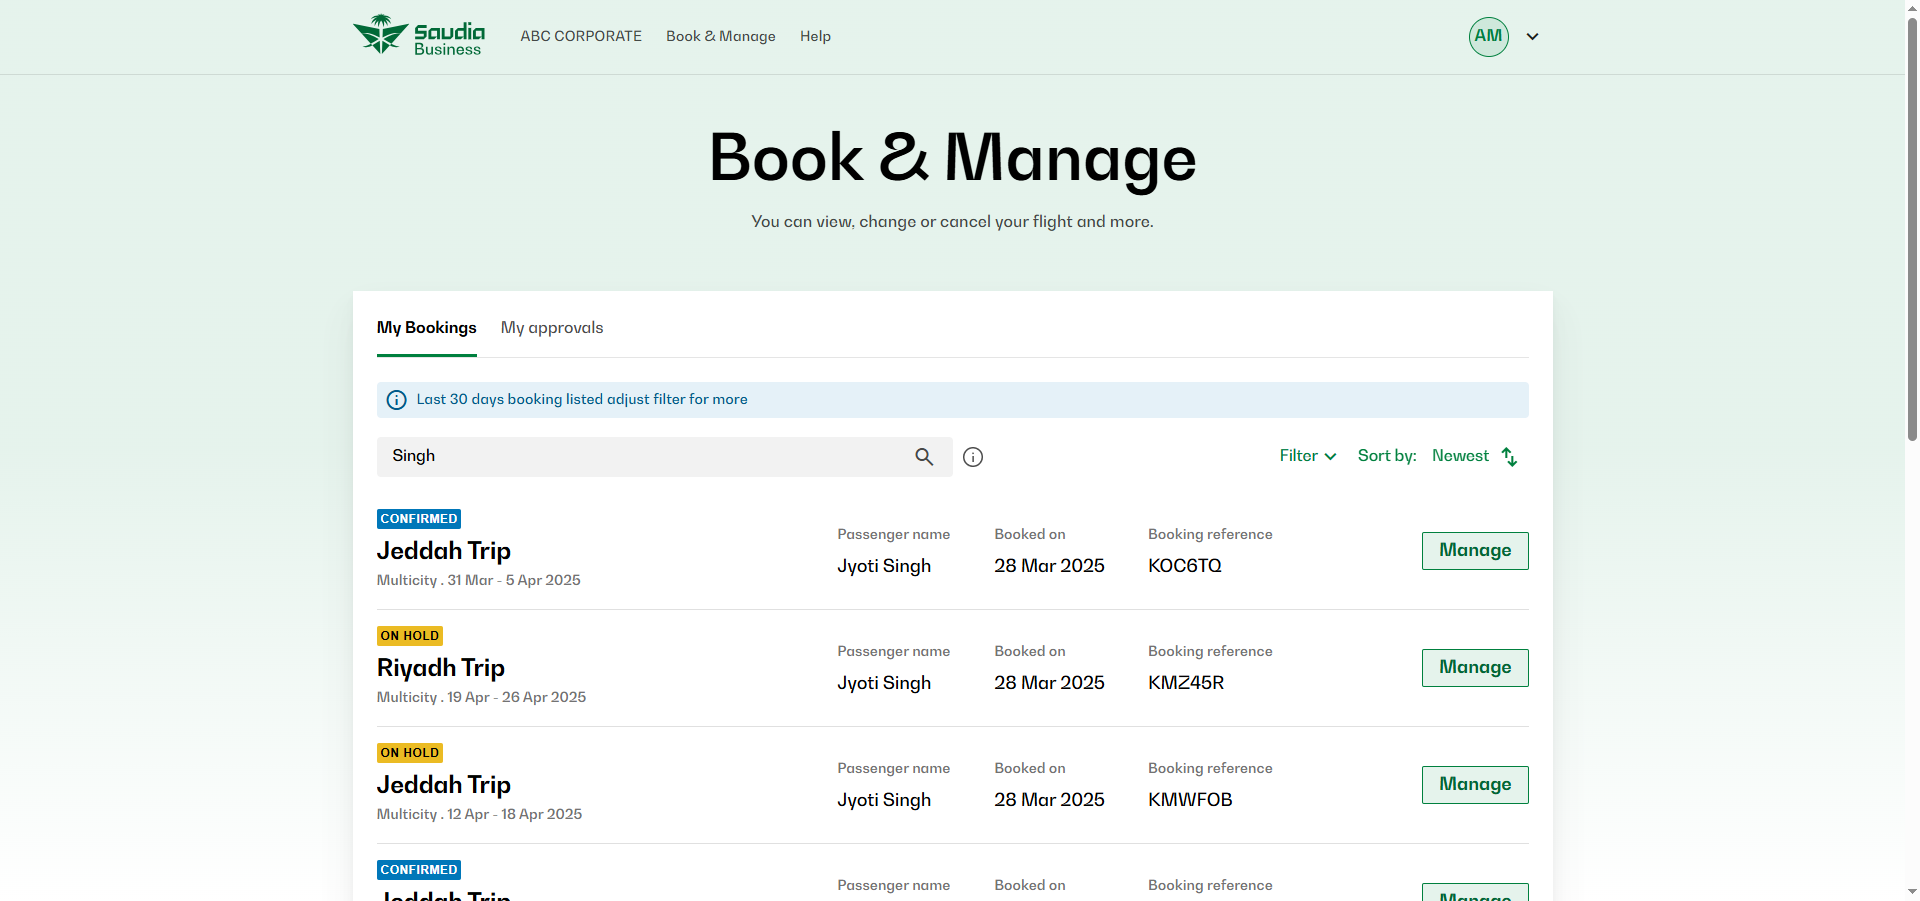 Saudia
Business
ABC CORPORATE
Book & Manage
Help
AM
Book & Manage
You can view, change or cancel your flight and more.
My Bookings
My approvals
Last 30 days booking listed adjust filter for more
Singh
Filter
Sort by:
Newest
CONFIRMED
Jeddah Trip
Multicity . 31 Mar - 5 Apr 2025
Passenger name
Jyoti Singh
Booked on
28 Mar 2025
Booking reference
KOC6TQ
Manage
ON HOLD
Riyadh Trip
Multicity . 19 Apr - 26 Apr 2025
Passenger name
Jyoti Singh
Booked on
28 Mar 2025
Booking reference
KMZ45R
Manage
ON HOLD
Jeddah Trip
Multicity . 12 Apr - 18 Apr 2025
Passenger name
Jyoti Singh
Booked on
28 Mar 2025
Booking reference
KMWFOB
Manage
CONFIRMED
Jeddah Trip
Passenger name
Booked on
Booking reference
Manage